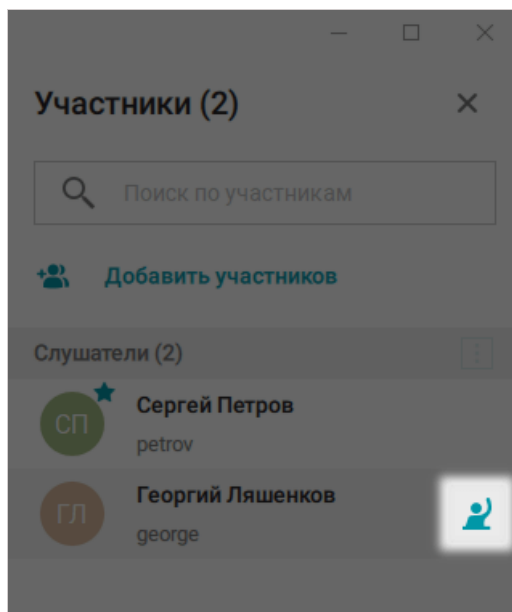 Участники (2)
Поиск по участникам
Добавить участников
Слушатели (2)
СП
Сергей Петров
petrov
ГЛ
Георгий Ляшенков
george